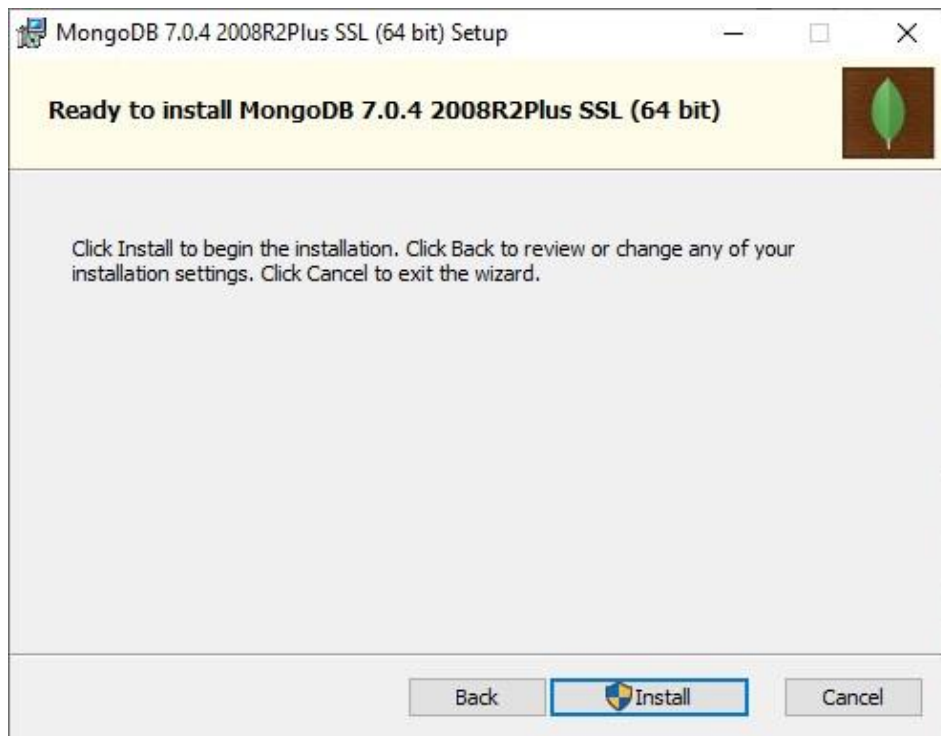 MongoDB 7.0.4 2008R2Plus SSL (64 bit) Setup
Ready to install MongoDB 7.0.4 2008R2Plus SSL (64 bit)
Click Install to begin the installation. Click Back to review or change any of your
installation settings. Click Cancel to exit the wizard.
Back
Install
Cancel